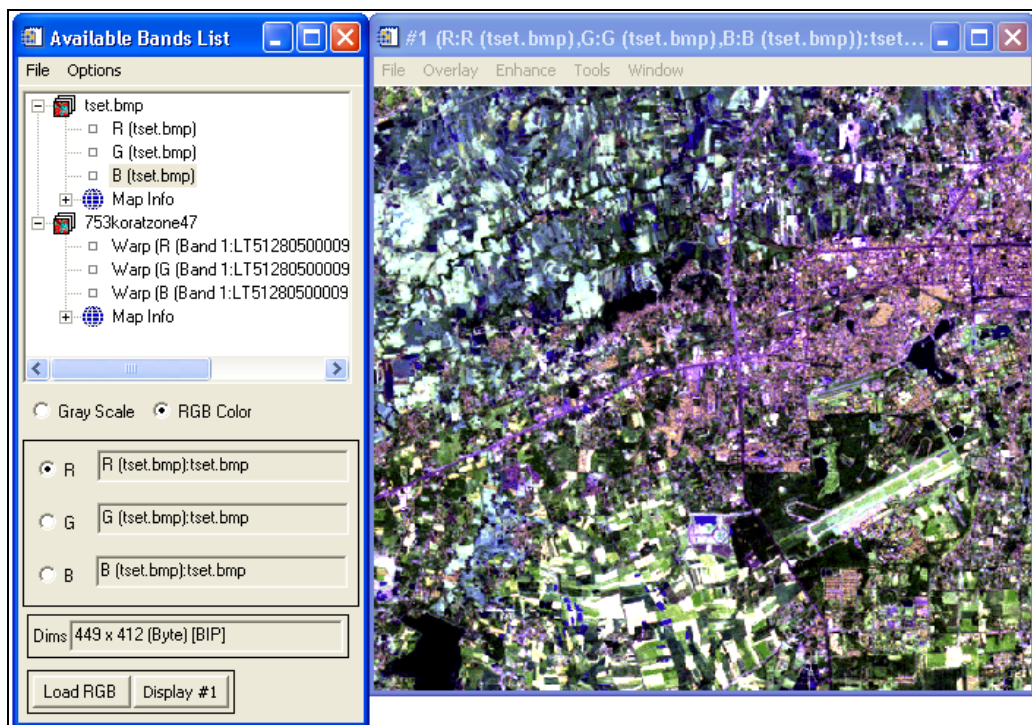 Available Bands List
File Options
tset.bmp
R (tset.bmp)
G (tset.bmp)
B (tset.bmp)
Map Info
753koratzone47
Warp (R (Band 1:LT51280500009
Warp (G (Band 1:LT51280500009
Warp (B (Band 1:LT51280500009
Map Info
Gray Scale RGB Color
R R (tset.bmp):tset.bmp
G G (tset.bmp):tset.bmp
B B (tset.bmp):tset.bmp
Dims 449 x 412 (Byte) [BIP]
Load RGB Display #1
#1 (R:R (tset.bmp),G:G (tset.bmp),B:B (tset.bmp)):tset...
File Overlay Enhance Tools Window